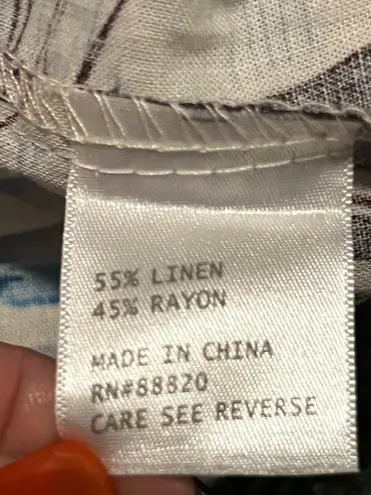 55% LINEN
45% RAYON
MADE IN CHINA
RN#88820
CARE SEE REVERSE